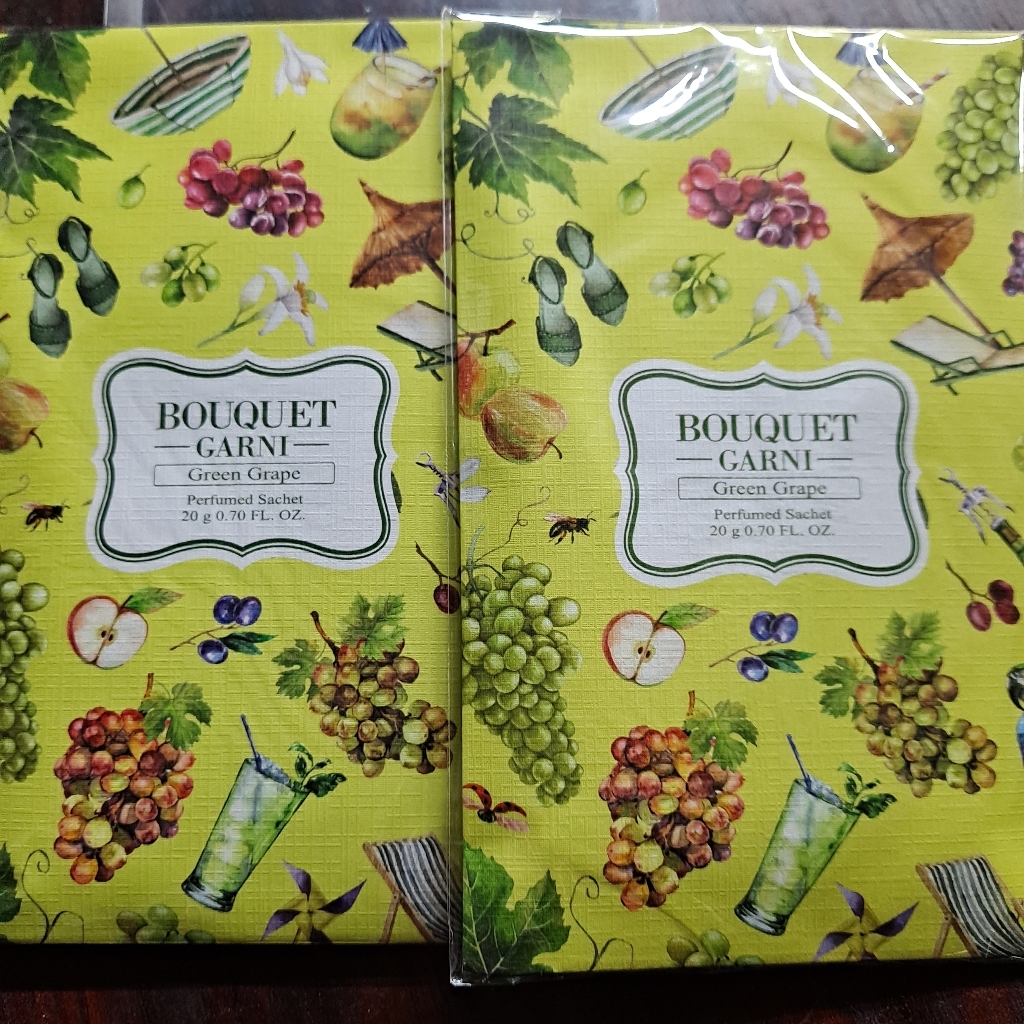 BOUQUET
GARNI
Green Grape
Perfumed Sachet
20 g 0.70 FL. OZ.
BOUQUET
GARNI
Green Grape
Perfumed Sachet
20 g 0.70 FL. OZ.